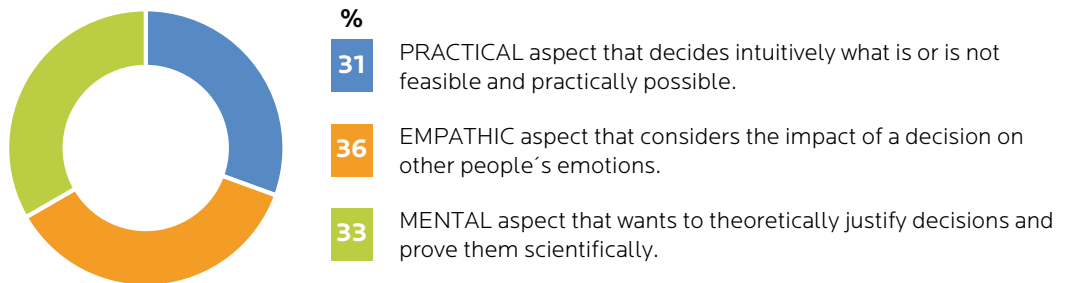 %
31
PRACTICAL aspect that decides intuitively what is or is not
feasible and practically possible.
36
EMPATHIC aspect that considers the impact of a decision on
other people´s emotions.
33
MENTAL aspect that wants to theoretically justify decisions and
prove them scientifically.